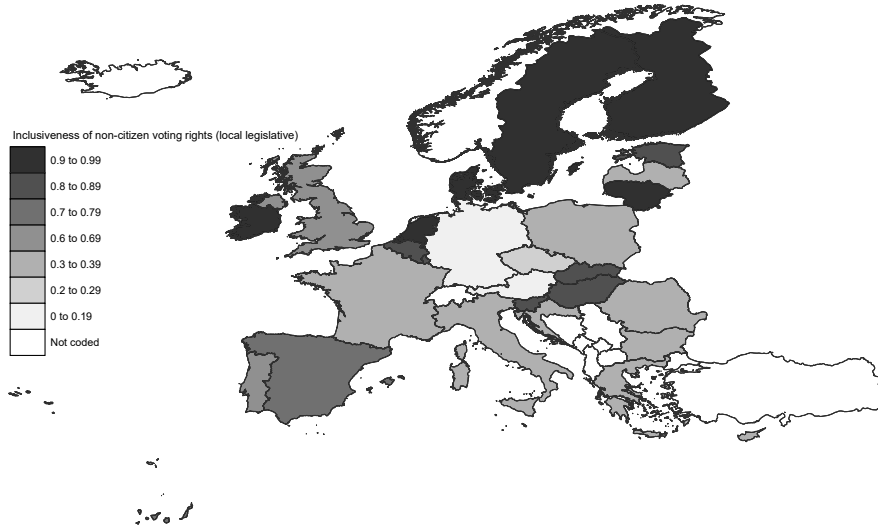 Inclusiveness of non-citizen voting rights (local legislative)
0.9 to 0.99
0.8 to 0.89
0.7 to 0.79
0.6 to 0.69
0.3 to 0.39
0.2 to 0.29
0 to 0.19
Not coded